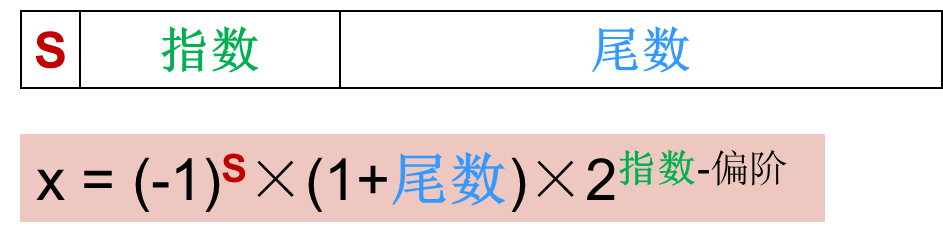 S 指数 尾数
x = (-1)^S×(1+尾数)×2^指数-偏阶